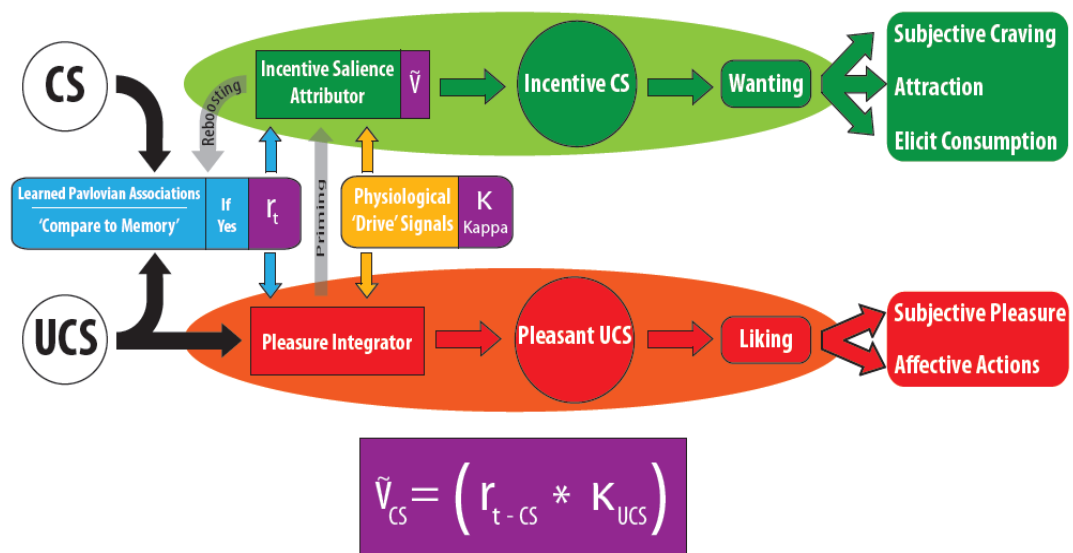 CS
Reboosting
Incentive Salience
Attributor
Ṽ
Incentive CS
Wanting
Subjective Craving
Attraction
Elicit Consumption
Learned Pavlovian Associations
'Compare to Memory'
If
Yes
rt
Priming
Physiological
'Drive' Signals
K
Kappa
UCS
Pleasure Integrator
Pleasant UCS
Liking
Subjective Pleasure
Affective Actions
ṼCS = (rt - CS * KUCS)